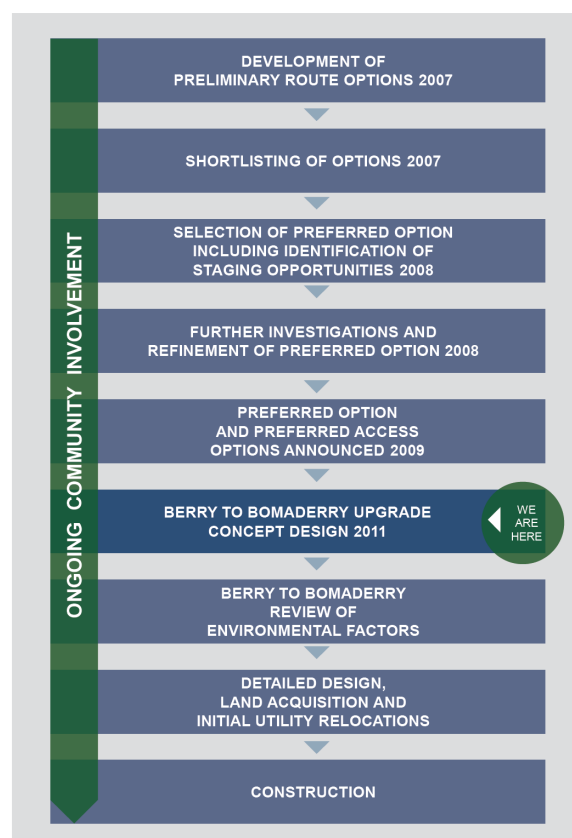 DEVELOPMENT OF
PRELIMINARY ROUTE OPTIONS 2007
SHORTLISTING OF OPTIONS 2007
SELECTION OF PREFERRED OPTION
INCLUDING IDENTIFICATION OF
STAGING OPPORTUNITIES 2008
FURTHER INVESTIGATIONS AND
REFINEMENT OF PREFERRED OPTION 2008
PREFERRED OPTION
AND PREFERRED ACCESS
OPTIONS ANNOUNCED 2009
BERRY TO BOMADERRY UPGRADE
CONCEPT DESIGN 2011
WE
ARE
HERE
BERRY TO BOMADERRY
REVIEW OF
ENVIRONMENTAL FACTORS
DETAILED DESIGN,
LAND ACQUISITION AND
INITIAL UTILITY RELOCATIONS
CONSTRUCTION
ONGOING COMMUNITY INVOLVEMENT